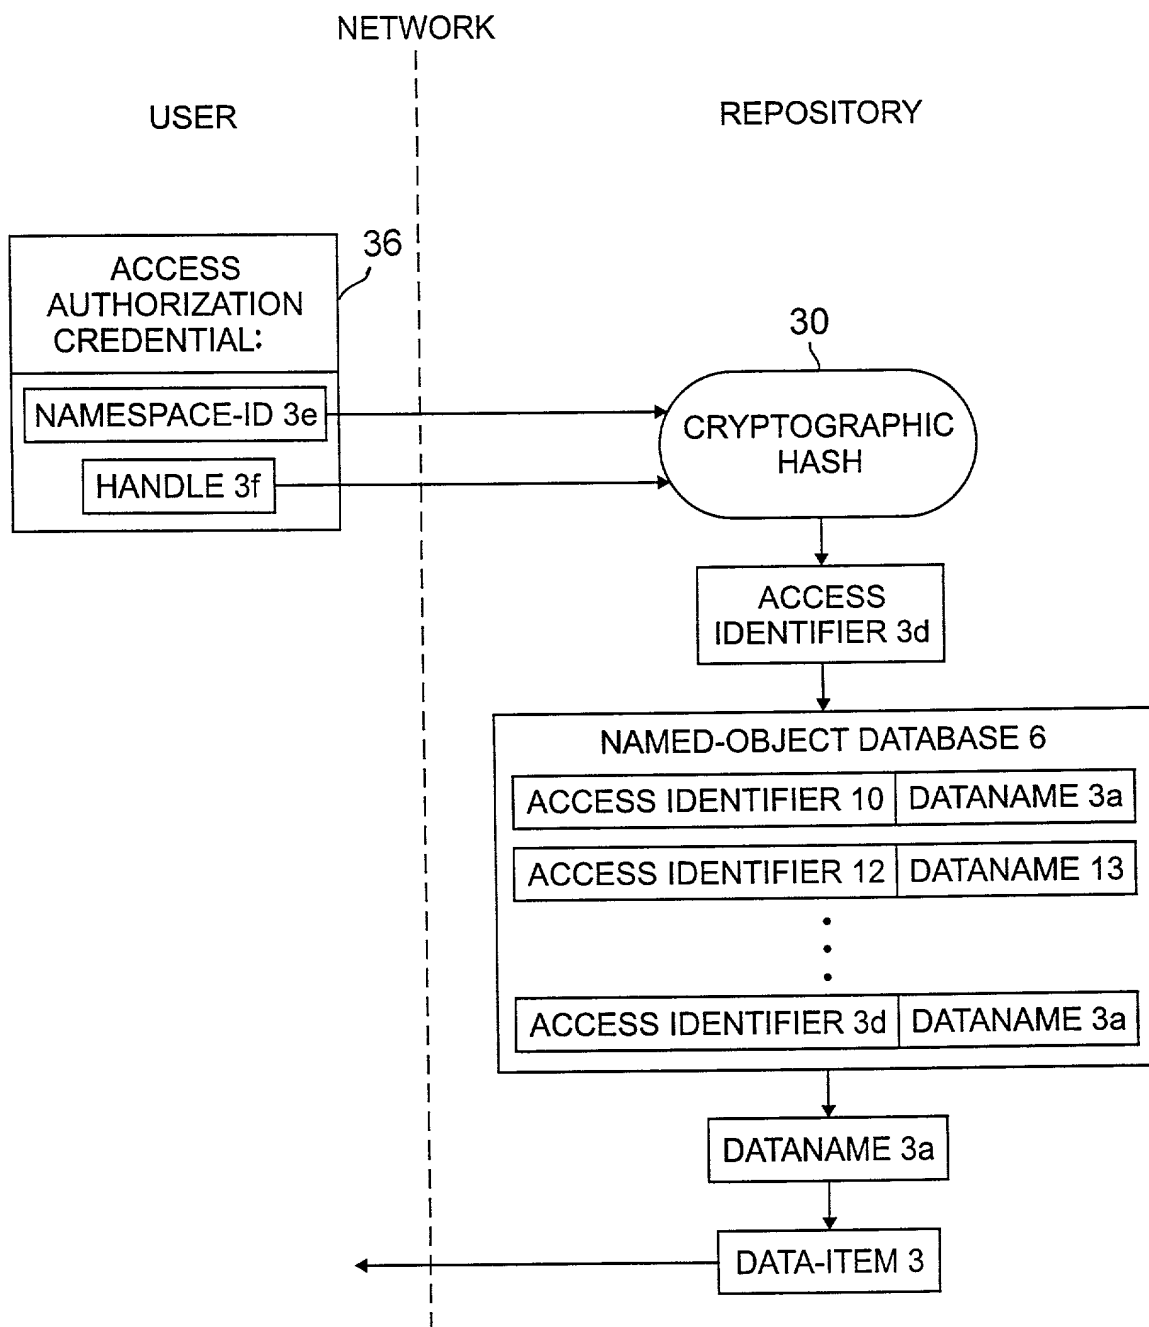 NETWORK
USER
REPOSITORY
36
ACCESS
AUTHORIZATION
CREDENTIAL:
NAMESPACE-ID 3e
HANDLE 3f
30
CRYPTOGRAPHIC
HASH
ACCESS
IDENTIFIER 3d
NAMED-OBJECT DATABASE 6
ACCESS IDENTIFIER 10 DATANAME 3a
ACCESS IDENTIFIER 12 DATANAME 13
ACCESS IDENTIFIER 3d DATANAME 3a
DATANAME 3a
DATA-ITEM 3